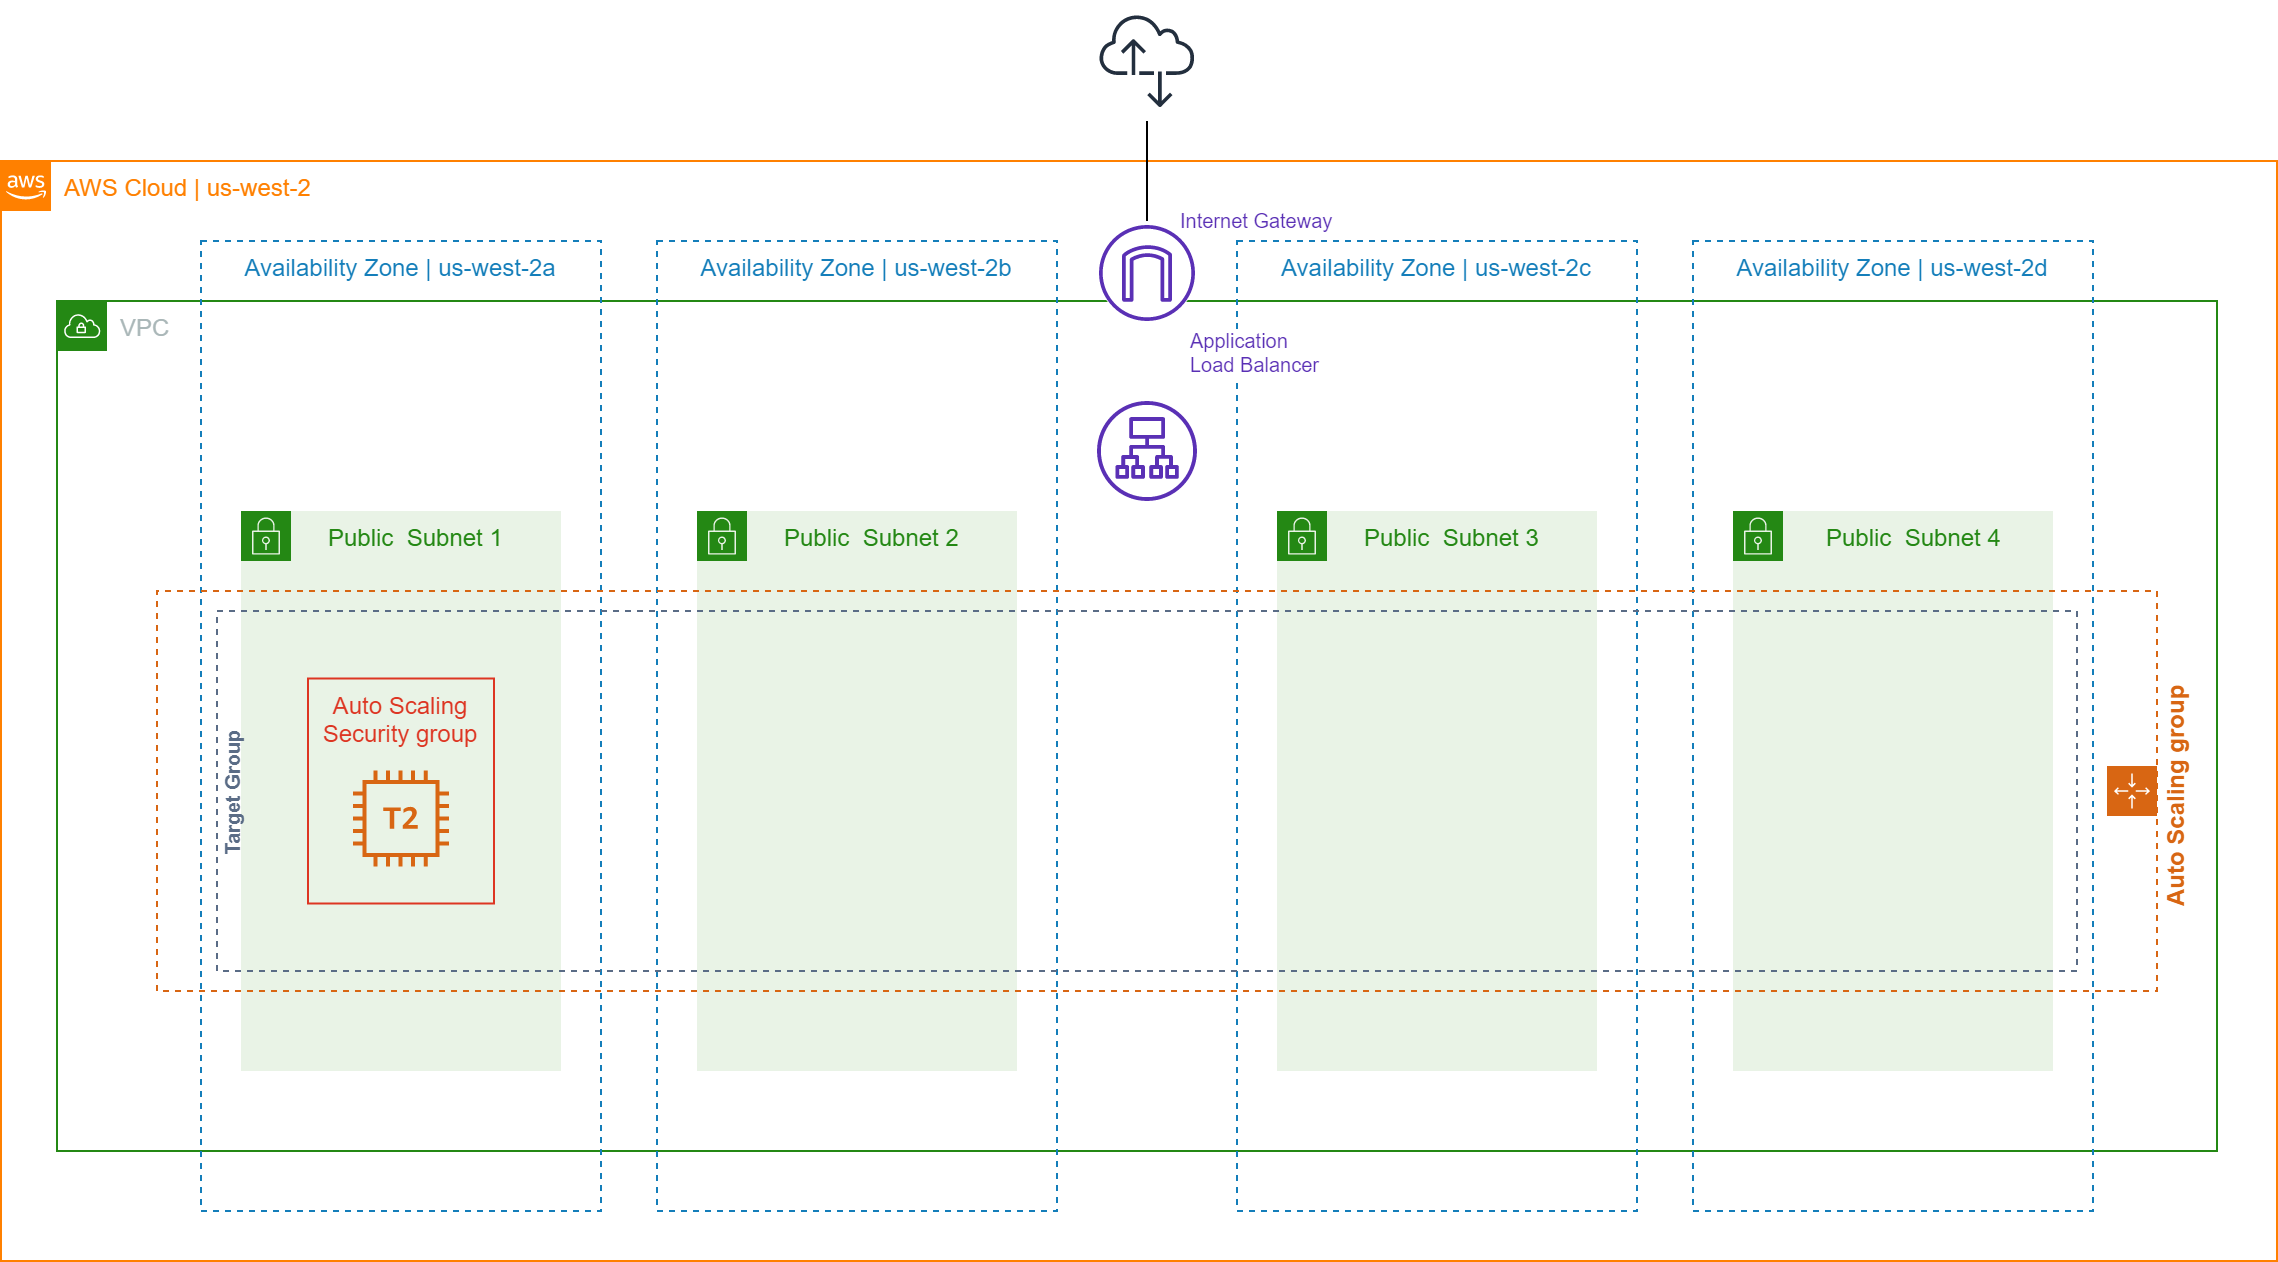 aws
AWS Cloud | us-west-2
Internet Gateway
Availability Zone | us-west-2a
Availability Zone | us-west-2b
Availability Zone | us-west-2c
Availability Zone | us-west-2d
VPC
Application
Load Balancer
Public Subnet 1
Public Subnet 2
Public Subnet 3
Public Subnet 4
Auto Scaling
Security group
T2
Target Group
Auto Scaling group